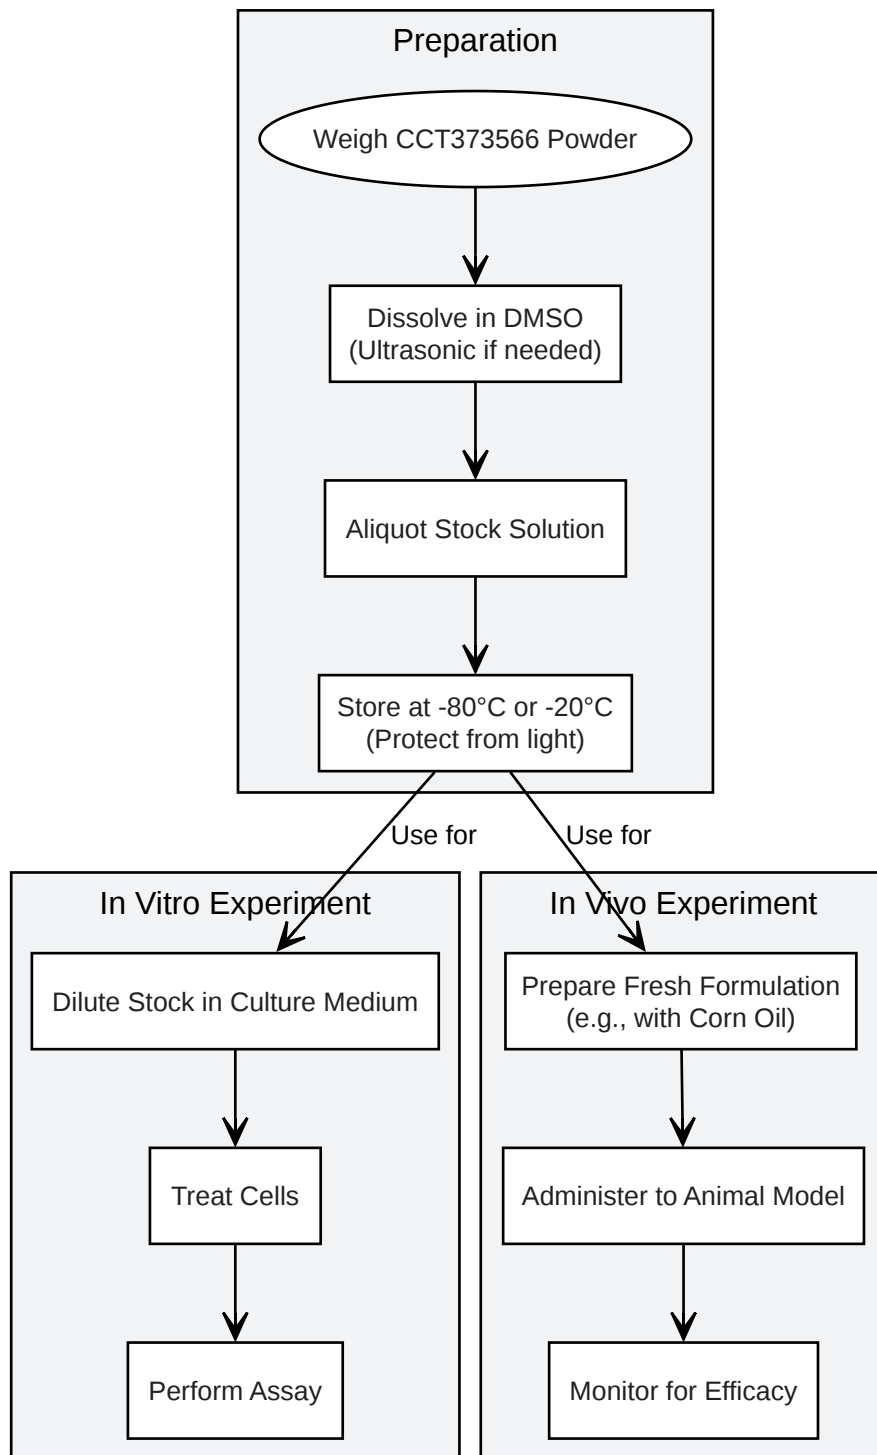 Preparation
Weigh CCT373566 Powder
Dissolve in DMSO
(Ultrasonic if needed)
Aliquot Stock Solution
Store at -80°C or -20°C
(Protect from light)
Use for
Use for
In Vitro Experiment
Dilute Stock in Culture Medium
Treat Cells
Perform Assay
In Vivo Experiment
Prepare Fresh Formulation
(e.g., with Corn Oil)
Administer to Animal Model
Monitor for Efficacy